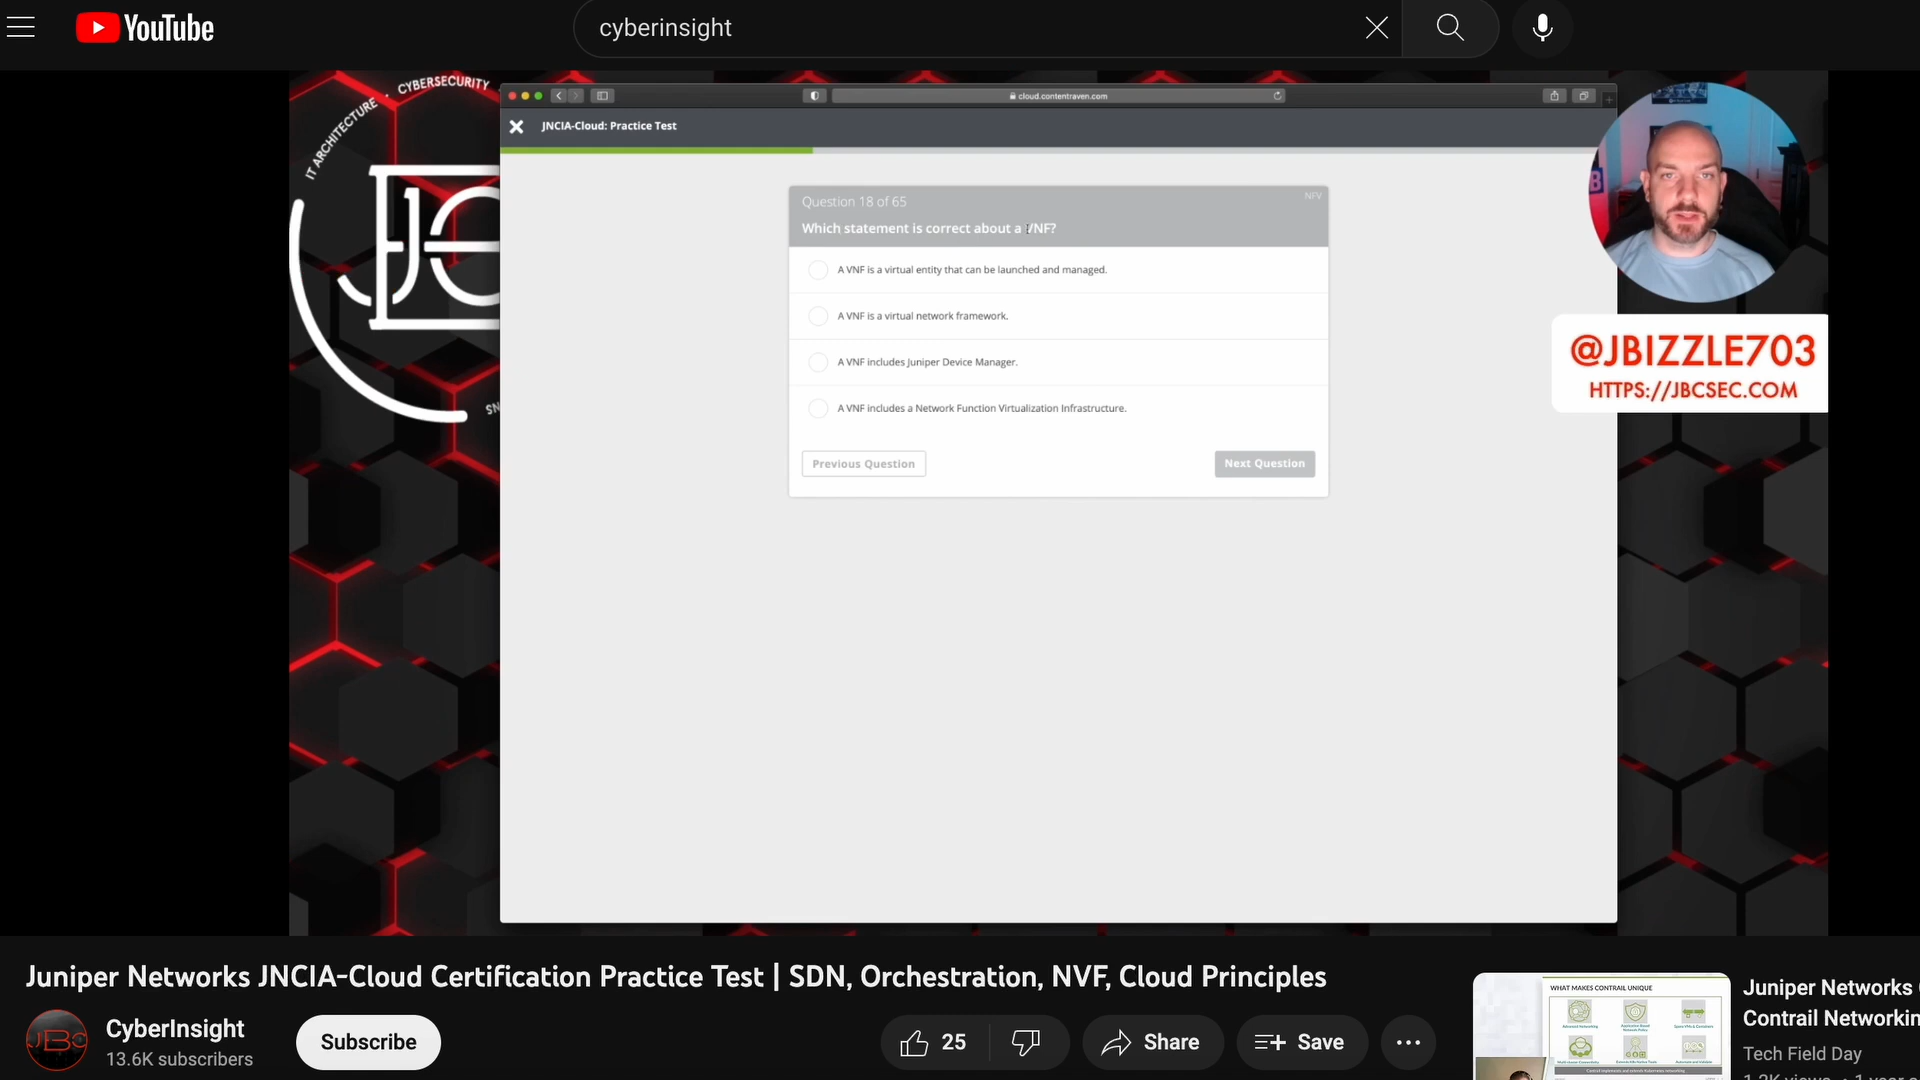 YouTube
cyberinsight
IT ARCHITECTURE · CYBERSECURITY
cloud.contentraven.com
JNCIA-Cloud: Practice Test
Question 18 of 65
NFV
Which statement is correct about a VNF?
A VNF is a virtual entity that can be launched and managed.
A VNF is a virtual network framework.
A VNF includes Juniper Device Manager.
A VNF includes a Network Function Virtualization Infrastructure.
Previous Question
Next Question
@JBIZZLE703
HTTPS://JBCSEC.COM
Juniper Networks JNCIA-Cloud Certification Practice Test | SDN, Orchestration, NVF, Cloud Principles
CyberInsight
13.6K subscribers
Subscribe
25
Share
Save
WHAT MAKES CONTRAIL UNIQUE
Juniper Networks
Contrail Networkin
Tech Field Day